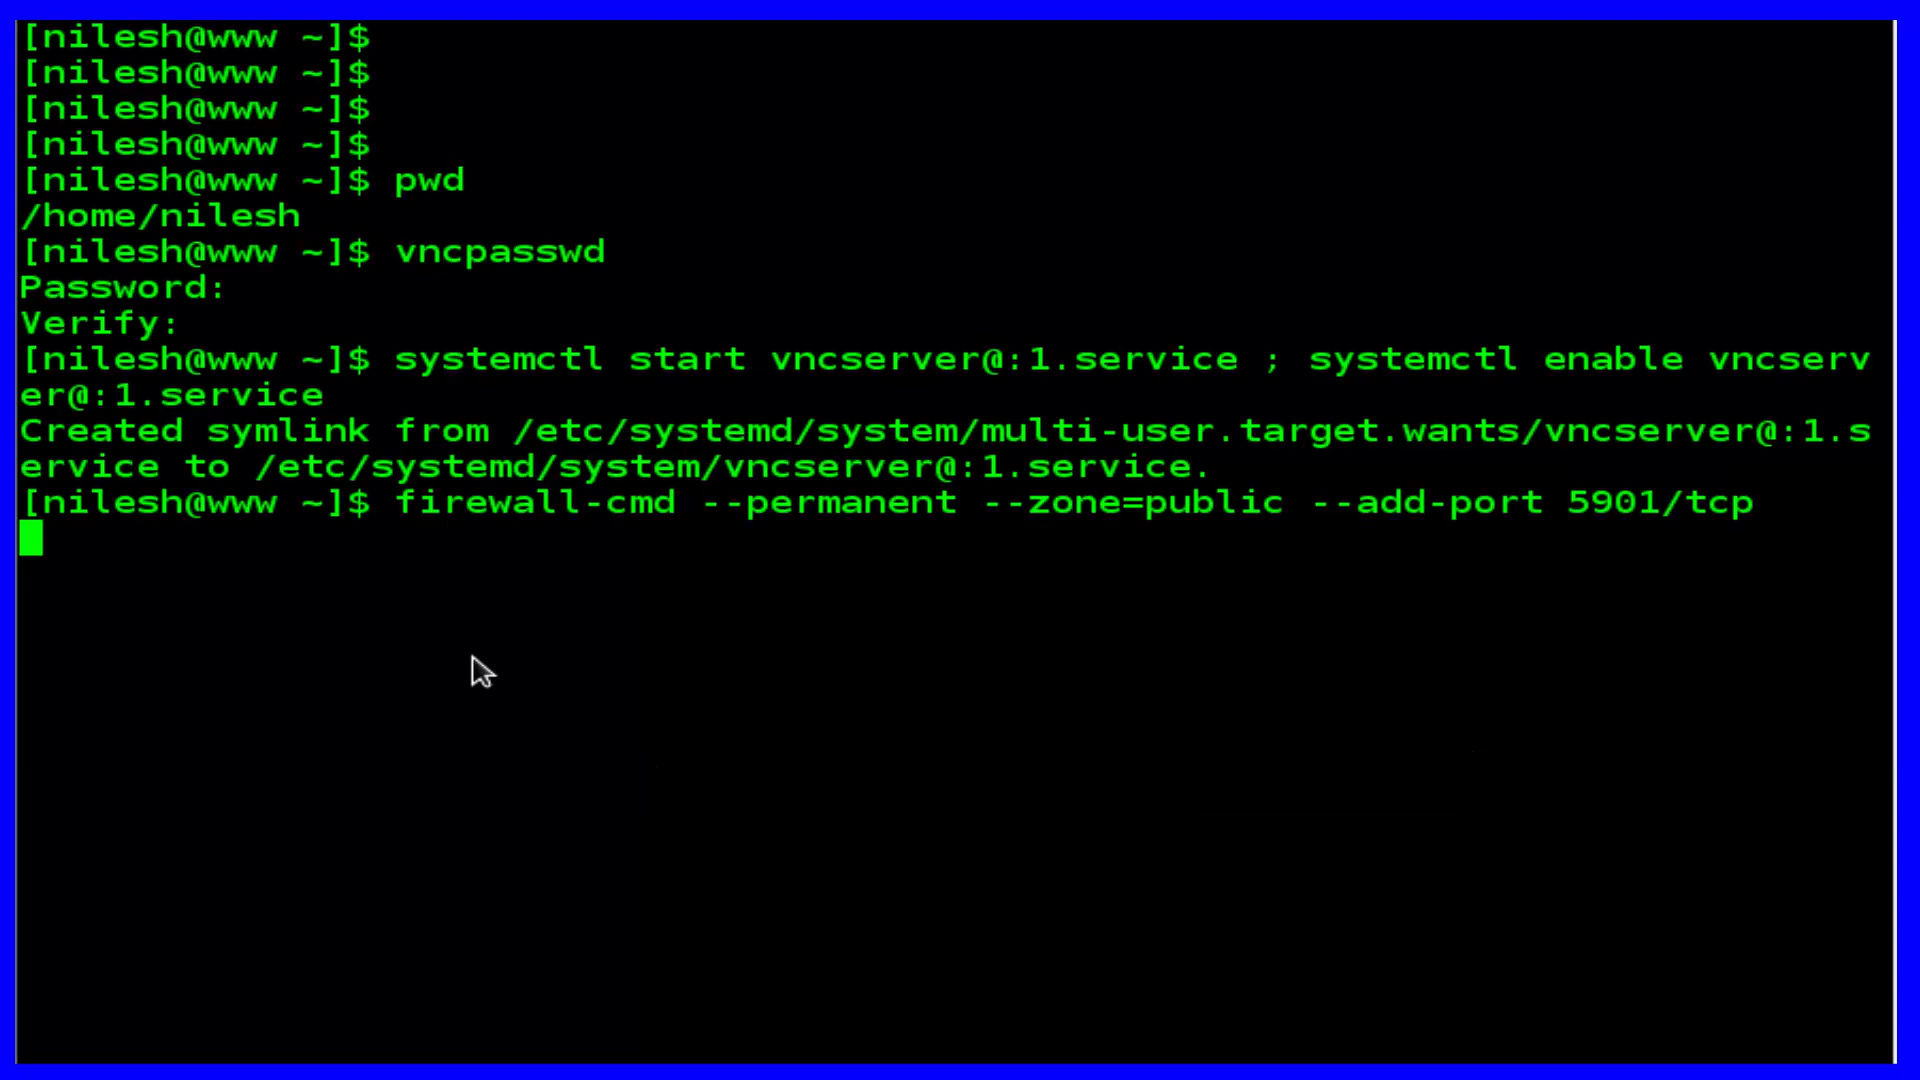 [nilesh@www ~]$
[nilesh@www ~]$
[nilesh@www ~]$
[nilesh@www ~]$
[nilesh@www ~]$ pwd
/home/nilesh
[nilesh@www ~]$ vncpasswd
Password:
Verify:
[nilesh@www ~]$ systemctl start vncserver@:1.service ; systemctl enable vncserv
er@:1.service
Created symlink from /etc/systemd/system/multi-user.target.wants/vncserver@:1.s
ervice to /etc/systemd/system/vncserver@:1.service.
[nilesh@www ~]$ firewall-cmd --permanent --zone=public --add-port 5901/tcp